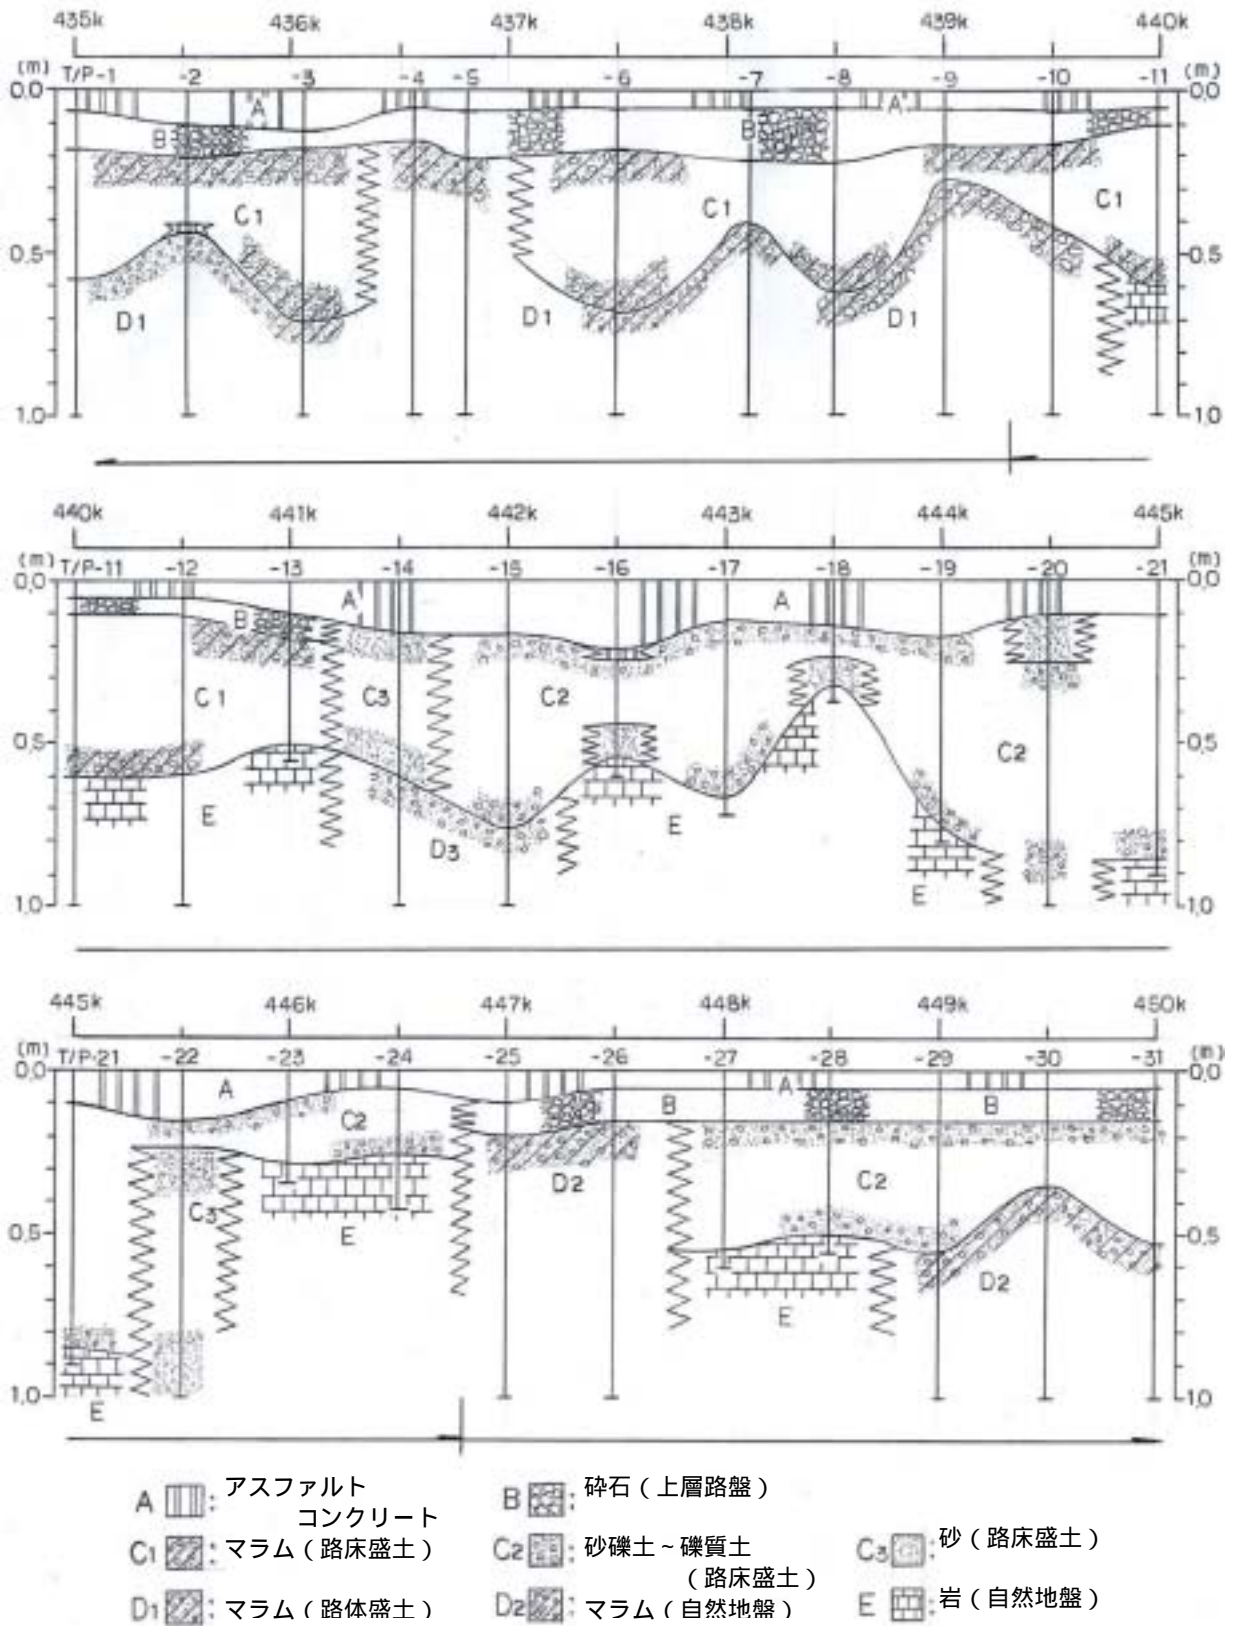 435k 436k 437k 438k 439k 440k
(m) T/P-1 -2 -3 -4 -5 -6 -7 -8 -9 -10 -11 (m)
0,0 0,0
A A
B B
C1 C1 C1
0,5 0,5
D1 D1 D1
1,0 1,0
440k 441k 442k 443k 444k 445k
(m) T/P-11 -12 -13 -14 -15 -16 -17 -18 -19 -20 -21 (m)
0,0 0,0
A A
B
C1 C3 C2
0,5 C2 0,5
E E
D3
E
1,0 1,0
445k 446k 447k 448k 449k 450k
(m) T/P-21 -22 -23 -24 -25 -26 -27 -28 -29 -30 -31 (m)
0,0 0,0
A A
C2 B B
D2 C2
C3
0,5 E 0,5
D2
E
1,0 1,0
E
A : アスファルト
コンクリート
B : 砕石(上層路盤)
C1 : マラム(路床盛土)
C2 : 砂礫土~礫質土
(路床盛土)
C3 : 砂(路床盛土)
D1 : マラム(路体盛土)
D2 : マラム(自然地盤)
E : 岩(自然地盤)